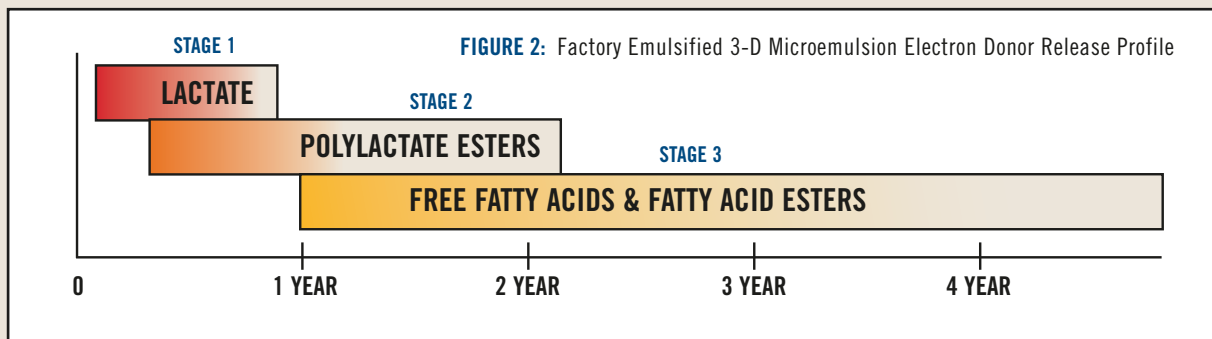 FIGURE 2: Factory Emulsified 3-D Microemulsion Electron Donor Release Profile
STAGE 1
LACTATE
STAGE 2
POLYLACTATE ESTERS
STAGE 3
FREE FATTY ACIDS & FATTY ACID ESTERS
0 1 YEAR 2 YEAR 3 YEAR 4 YEAR